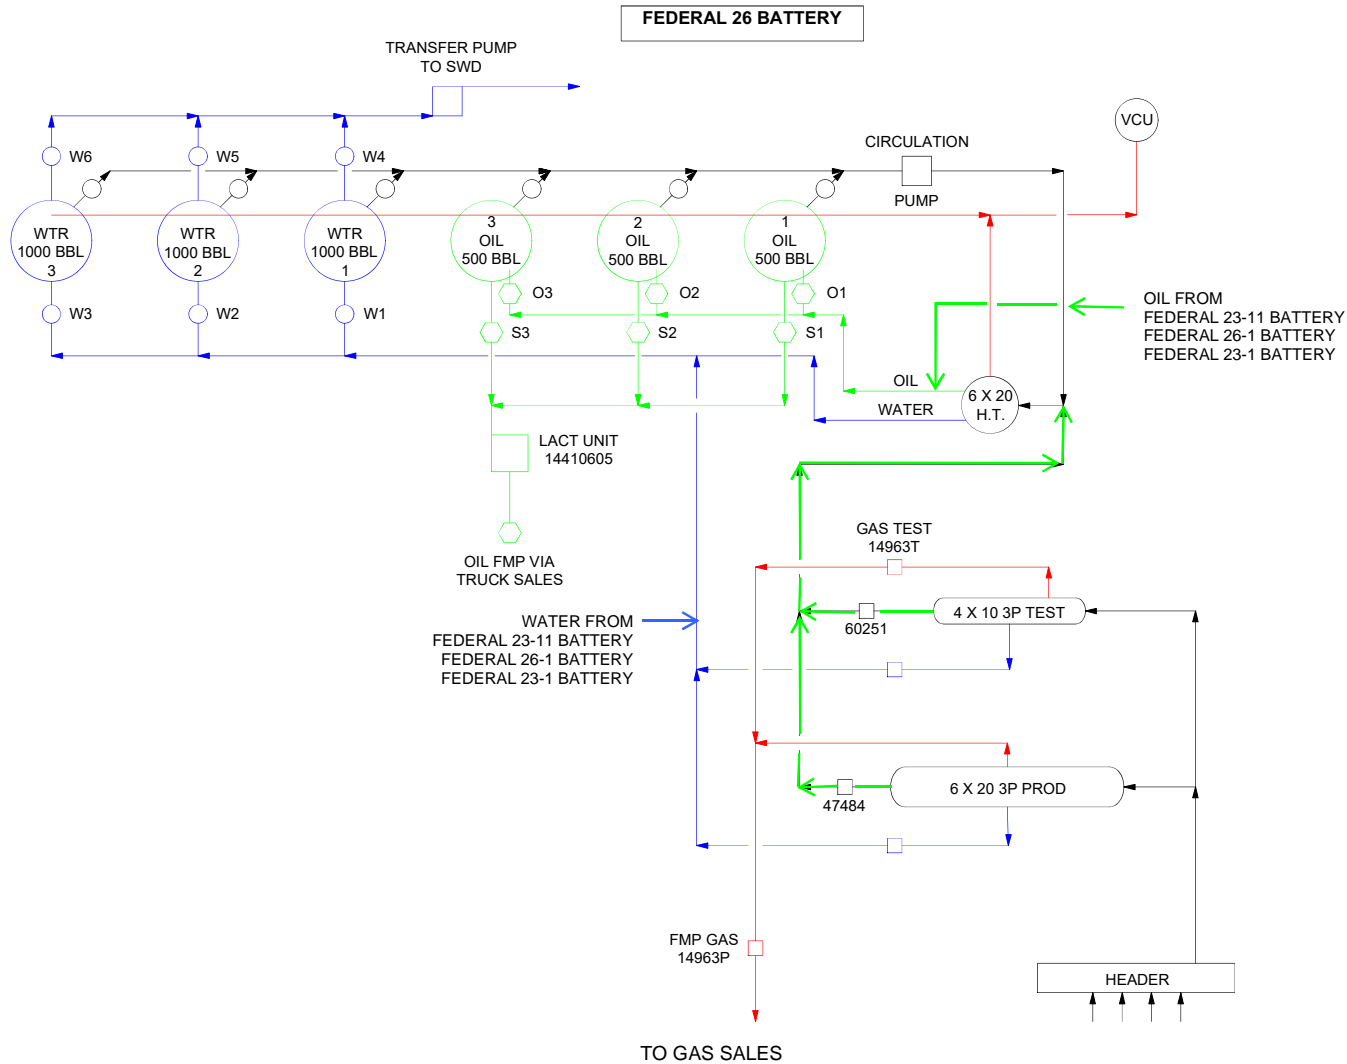 FEDERAL 26 BATTERY
TRANSFER PUMP
TO SWD
VCU
CIRCULATION
PUMP
W6
W5
W4
WTR
1000 BBL
3
WTR
1000 BBL
2
WTR
1000 BBL
1
3
OIL
500 BBL
2
OIL
500 BBL
1
OIL
500 BBL
W3
W2
W1
O3
O2
O1
S3
S2
S1
OIL FROM
FEDERAL 23-11 BATTERY
FEDERAL 26-1 BATTERY
FEDERAL 23-1 BATTERY
OIL
WATER
6 X 20
H.T.
LACT UNIT
14410605
OIL FMP VIA
TRUCK SALES
GAS TEST
14963T
4 X 10 3P TEST
60251
WATER FROM
FEDERAL 23-11 BATTERY
FEDERAL 26-1 BATTERY
FEDERAL 23-1 BATTERY
6 X 20 3P PROD
47484
FMP GAS
14963P
HEADER
TO GAS SALES